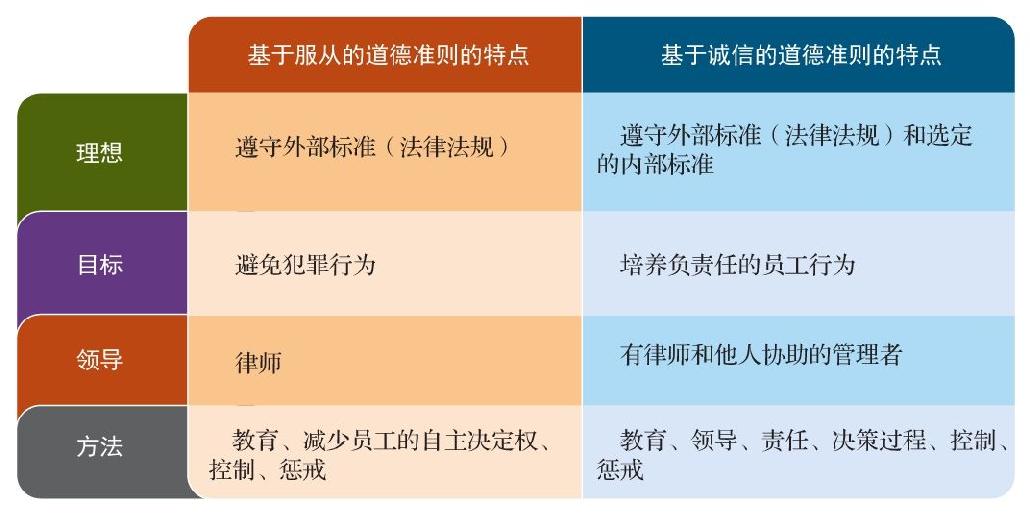 基于服从的道德准则的特点
基于诚信的道德准则的特点
理想
遵守外部标准（法律法规）
遵守外部标准（法律法规）和选定
的内部标准
目标
避免犯罪行为
培养负责任的员工行为
领导
律师
有律师和他人协助的管理者
方法
教育、减少员工的自主决定权、
控制、惩戒
教育、领导、责任、决策过程、控制、
惩戒